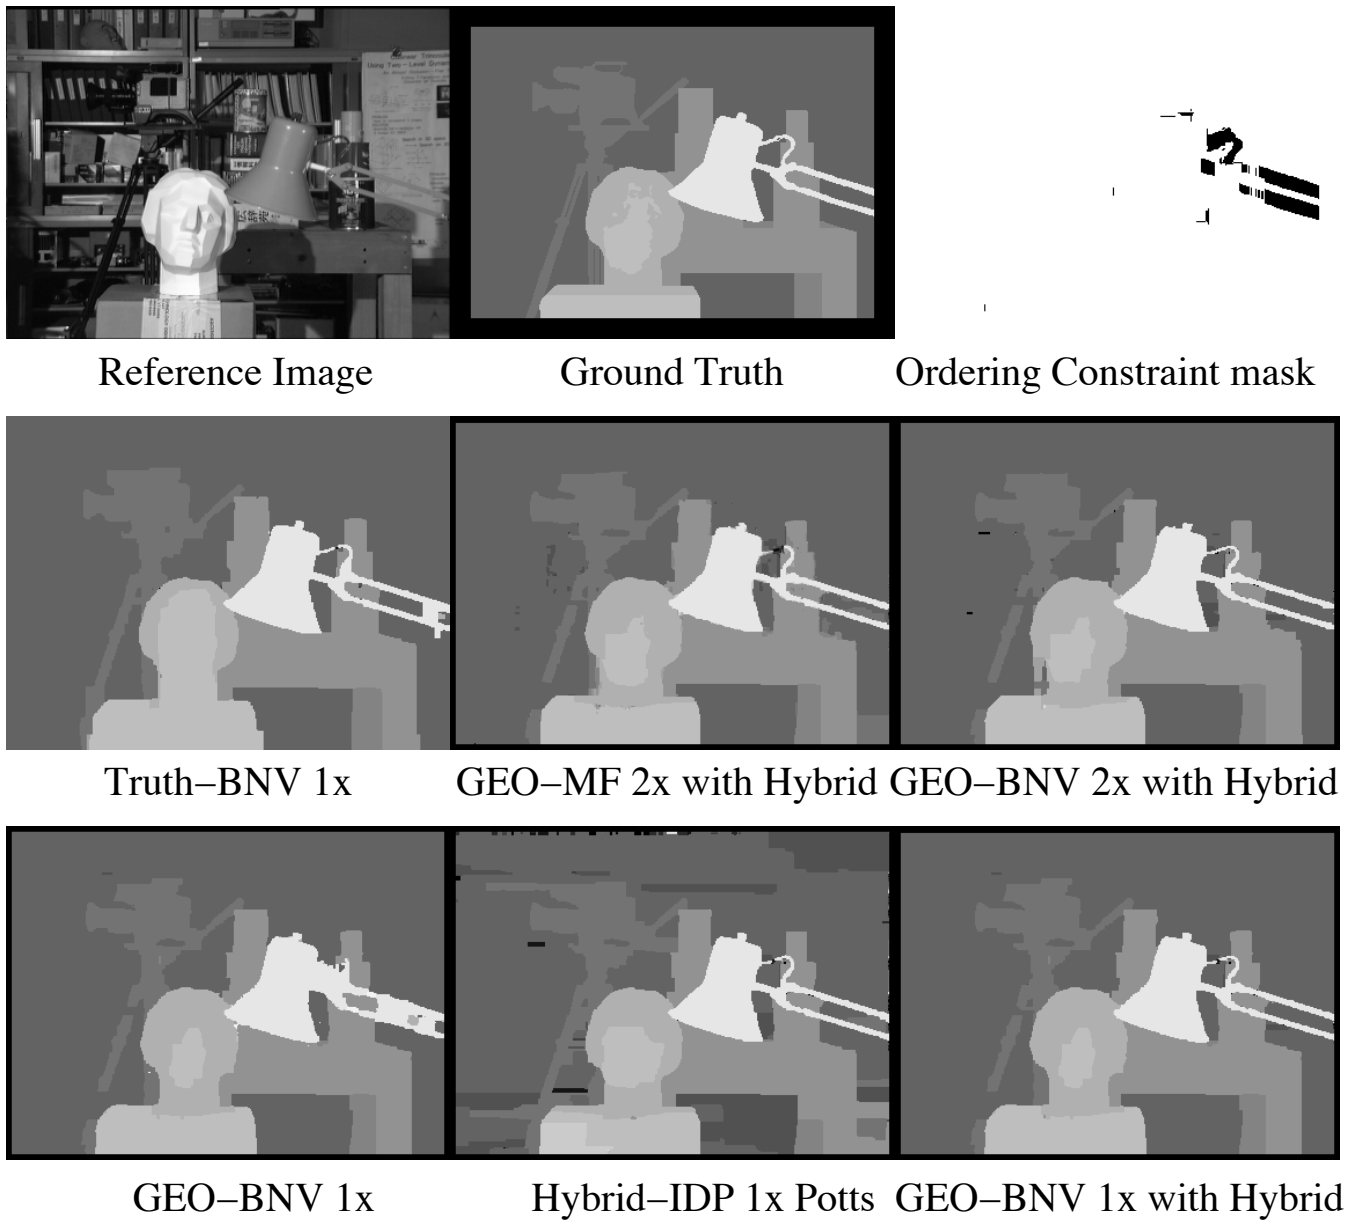 Reference Image
Ground Truth
Ordering Constraint mask
Truth–BNV 1x
GEO–MF 2x with Hybrid
GEO–BNV 2x with Hybrid
GEO–BNV 1x
Hybrid–IDP 1x Potts
GEO–BNV 1x with Hybrid